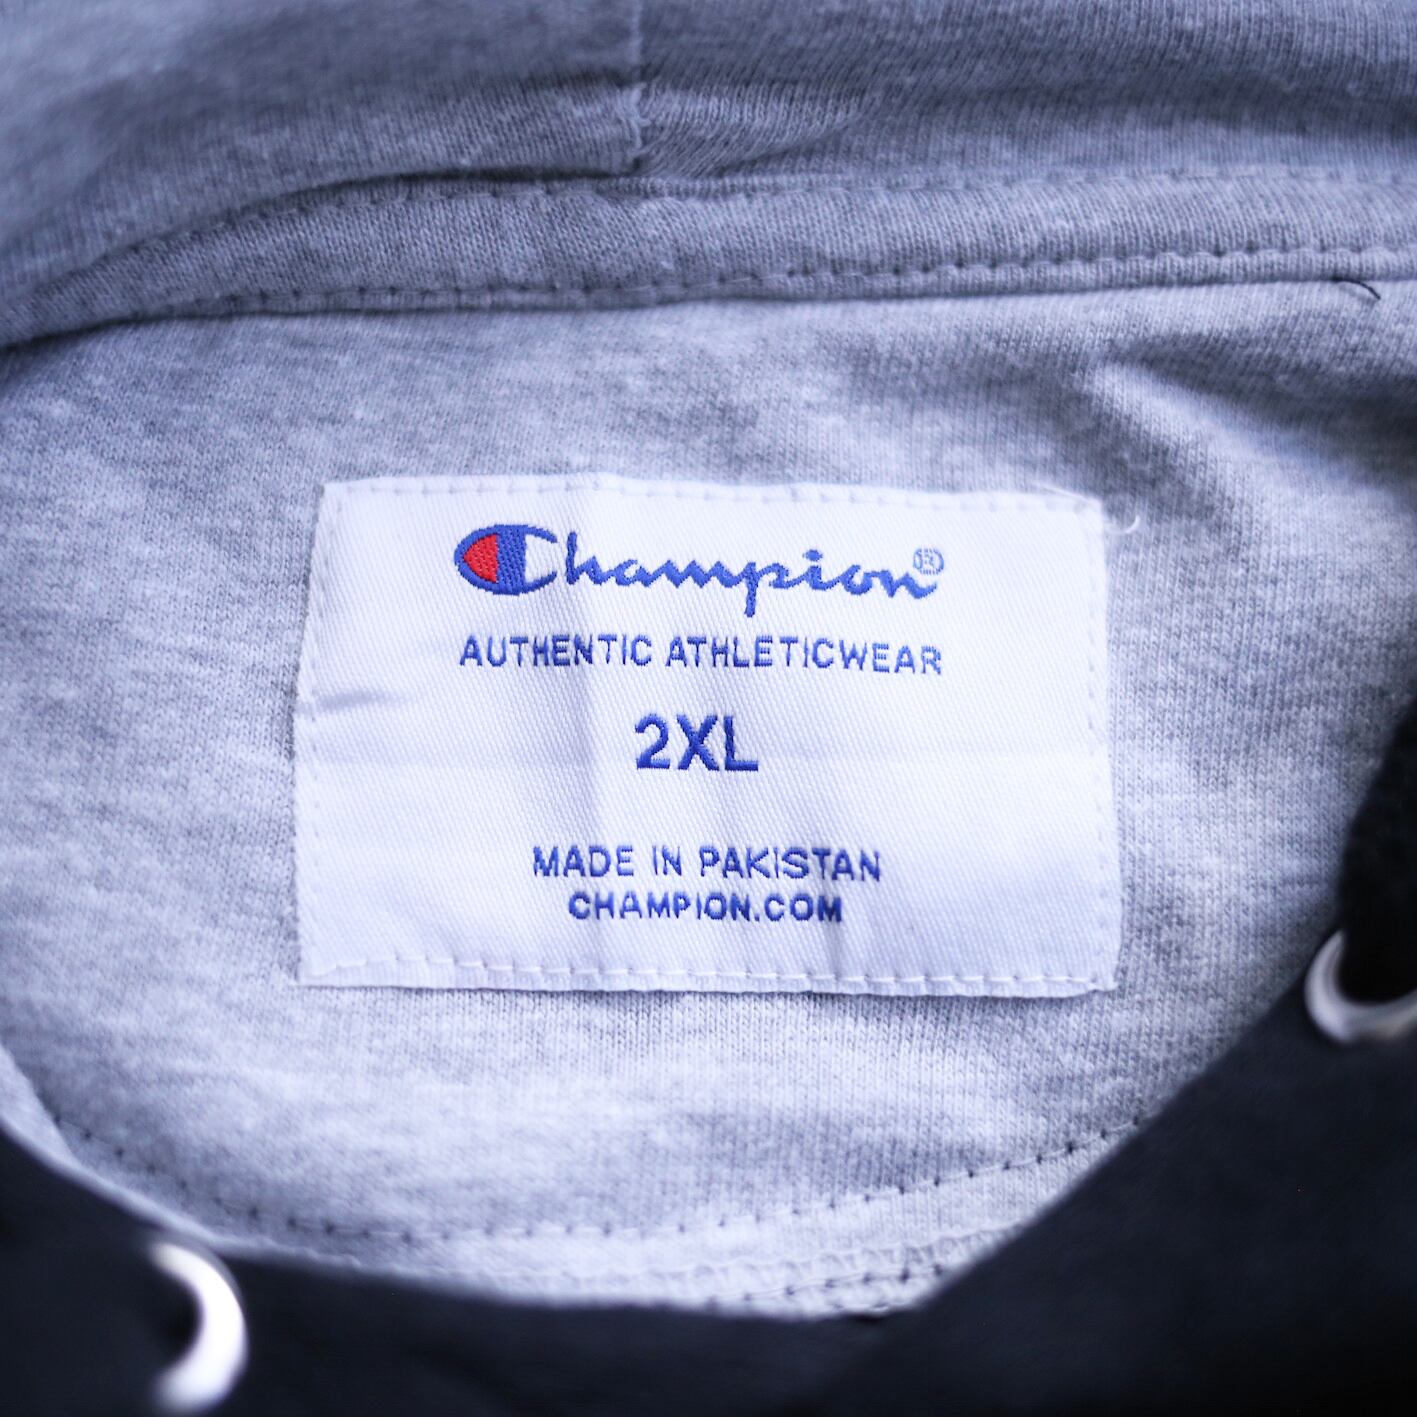 Champion®
AUTHENTIC ATHLETICWEAR
2XL
MADE IN PAKISTAN
CHAMPION.COM